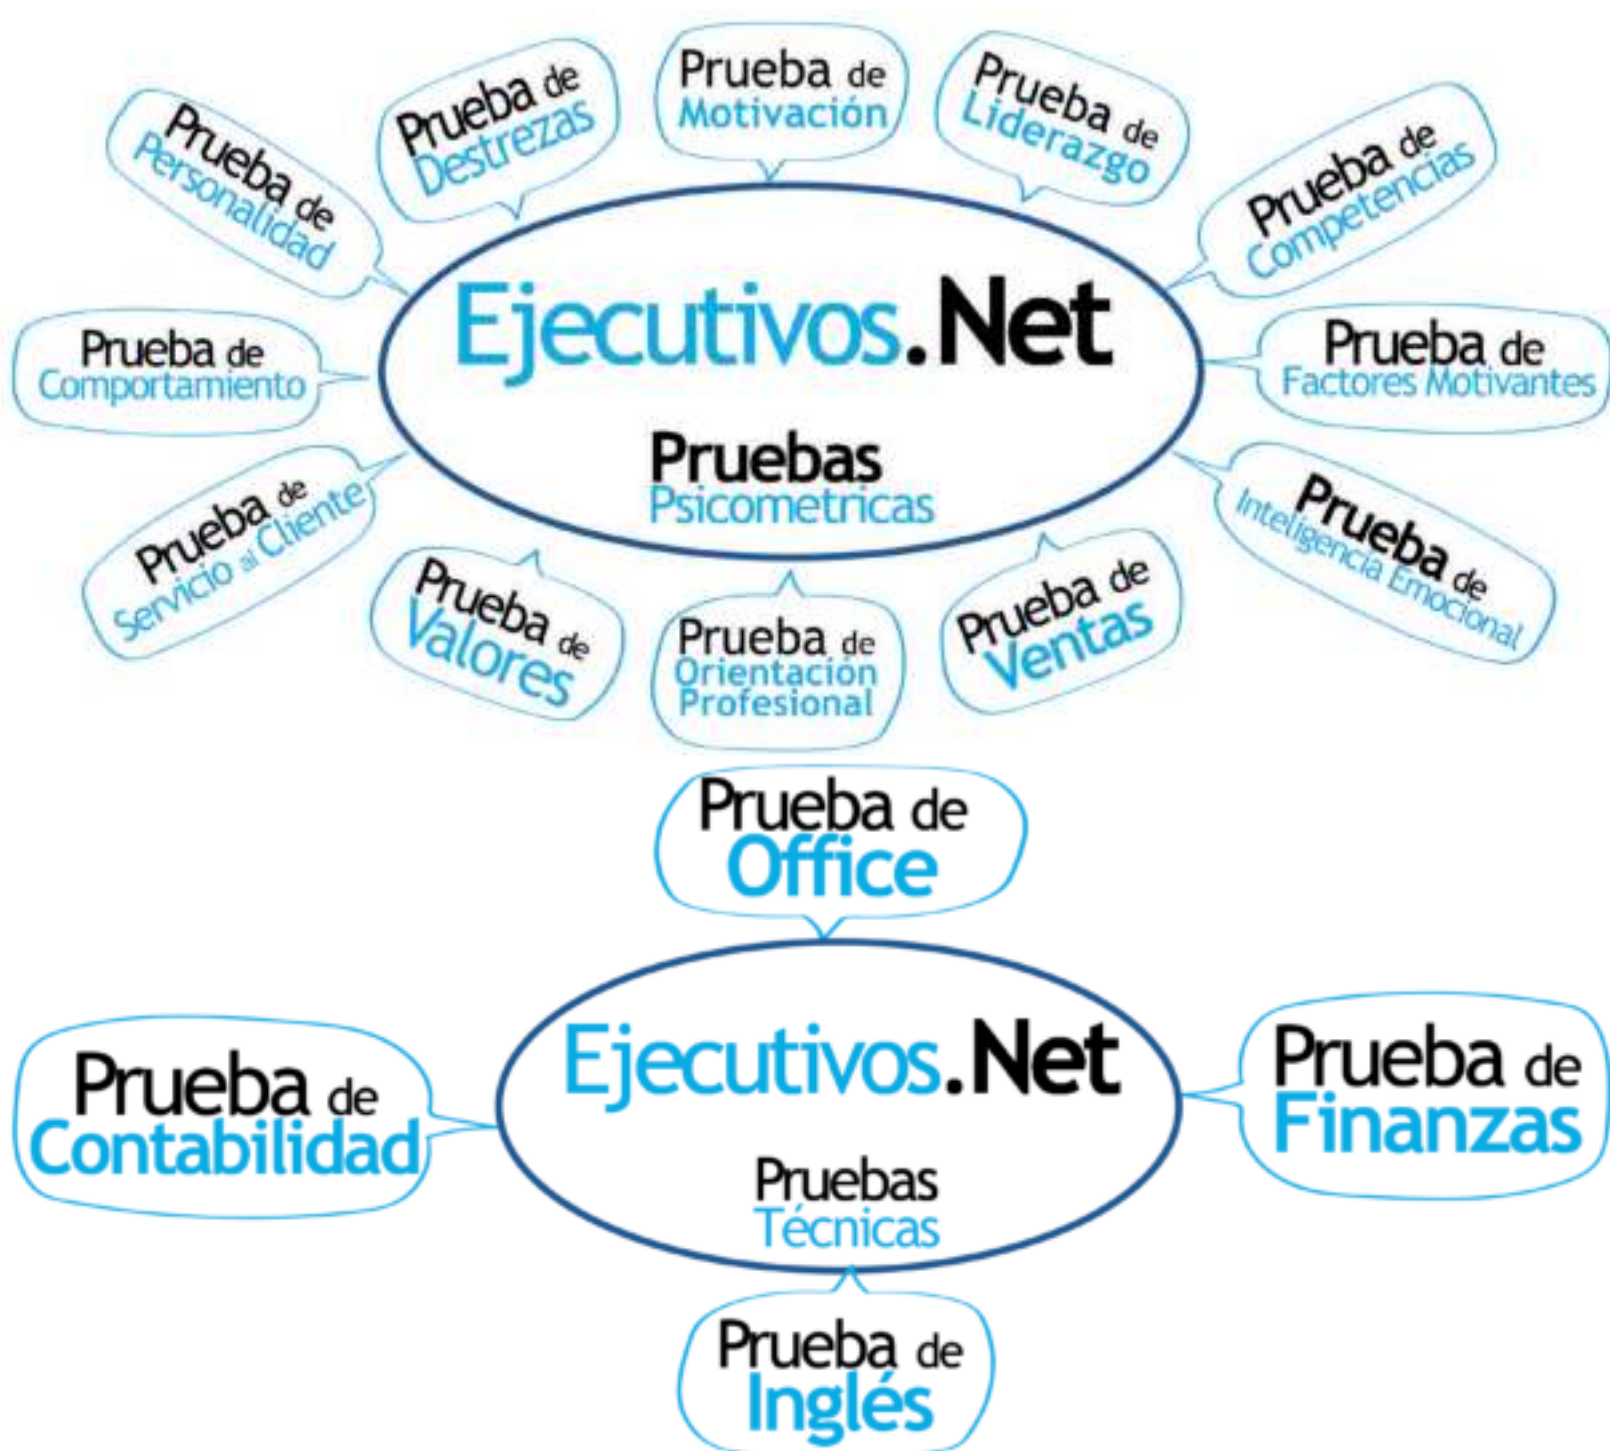 Prueba de
Motivación
Prueba de
Destrezas
Prueba de
Liderazgo
Prueba de
Personalidad
Prueba de
Competencias
Ejecutivos.Net
Prueba de
Comportamiento
Prueba de
Factores Motivantes
Pruebas
Psicometricas
Prueba de
Servicio al Cliente
Prueba de
Inteligencia Emocional
Prueba de
Valores
Prueba de
Orientación
Profesional
Prueba de
Ventas
Prueba de
Office
Ejecutivos.Net
Prueba de
Contabilidad
Prueba de
Finanzas
Pruebas
Técnicas
Prueba de
Inglés